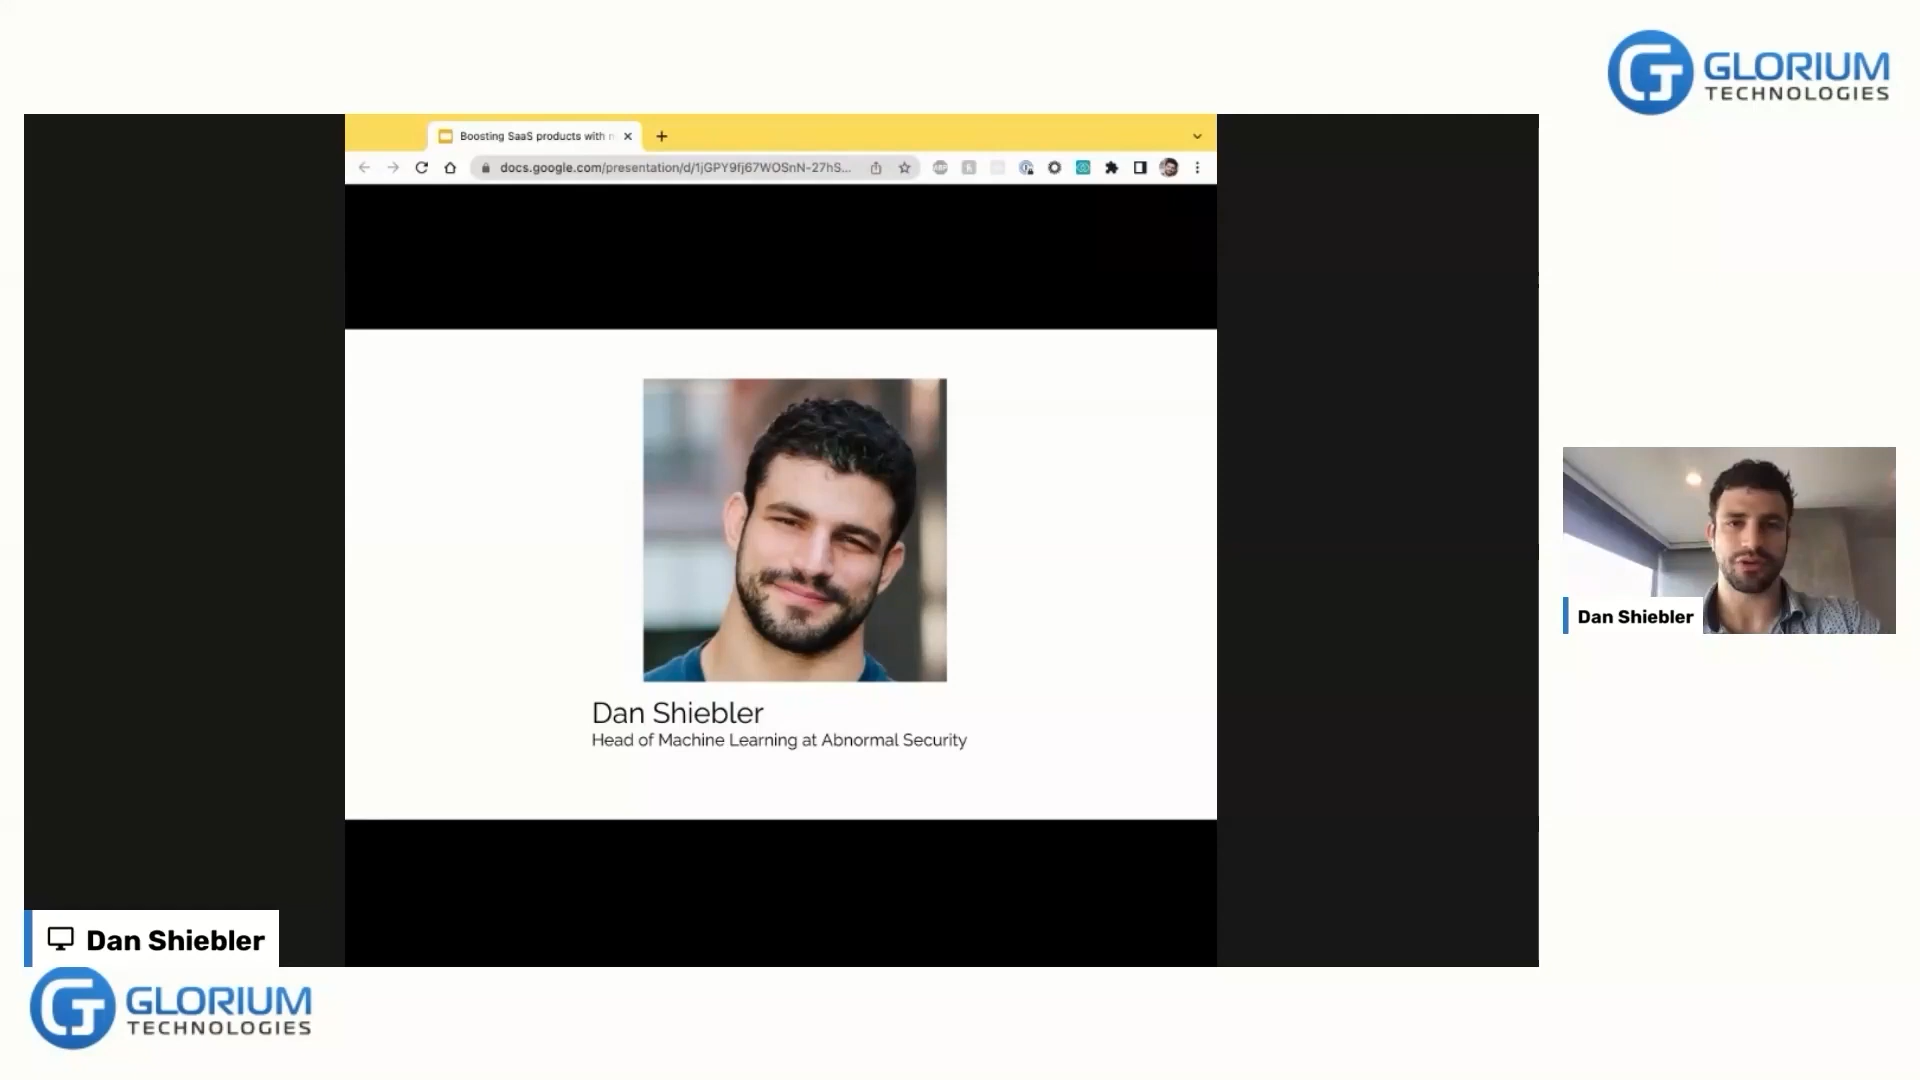 GLORIUM
TECHNOLOGIES
Boosting SaaS products with
docs.google.com/presentation/d/1jGPY9fj67WOSnN-27hS...
Dan Shiebler
Head of Machine Learning at Abnormal Security
Dan Shiebler
Dan Shiebler
GLORIUM
TECHNOLOGIES